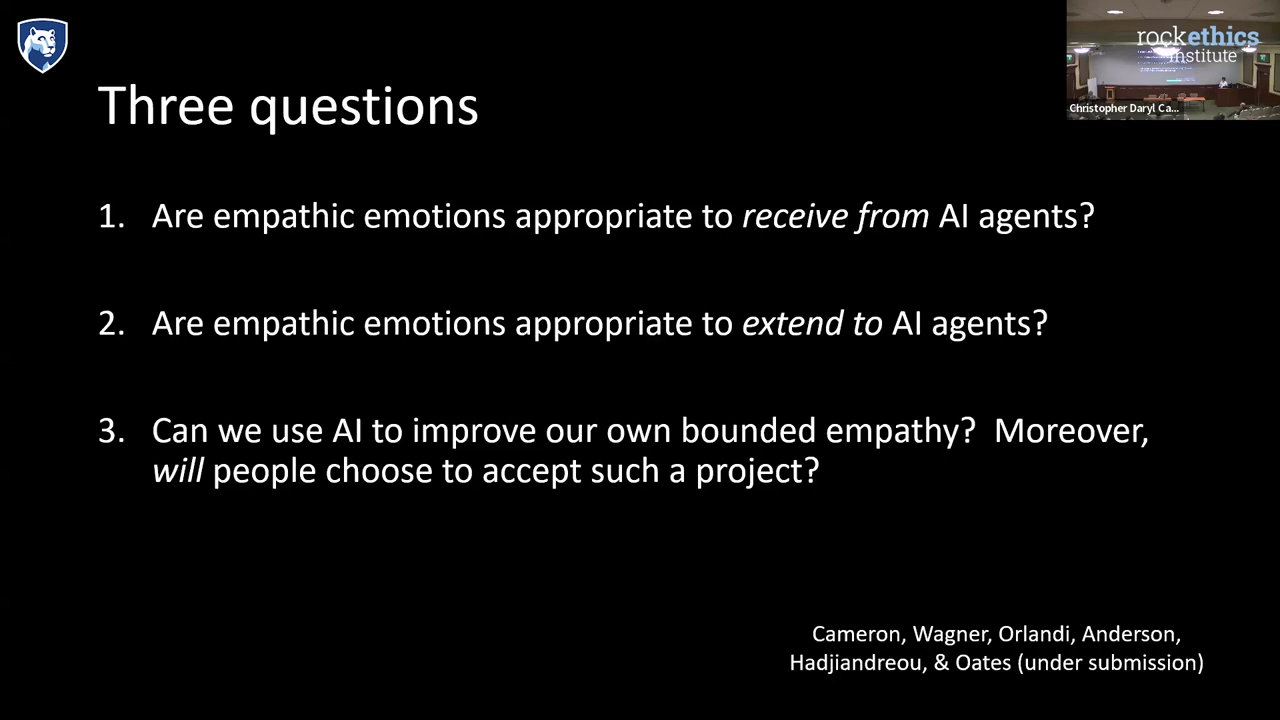 rockethics
institute
Christopher Daryl Ca...
Three questions
1. Are empathic emotions appropriate to receive from AI agents?
2. Are empathic emotions appropriate to extend to AI agents?
3. Can we use AI to improve our own bounded empathy? Moreover,
will people choose to accept such a project?
Cameron, Wagner, Orlandi, Anderson,
Hadjiandreou, & Oates (under submission)